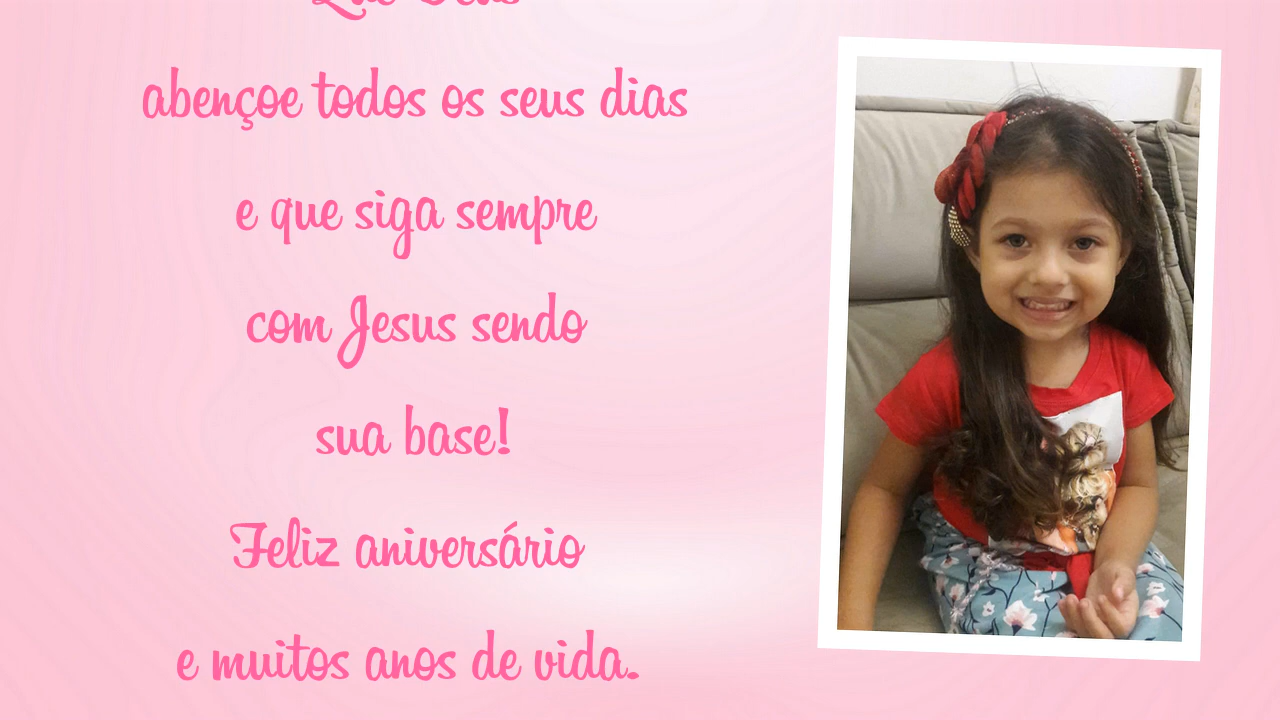 abençoe todos os seus dias
e que siga sempre
com Jesus sendo
sua base!
Feliz aniversário
e muitos anos de vida.